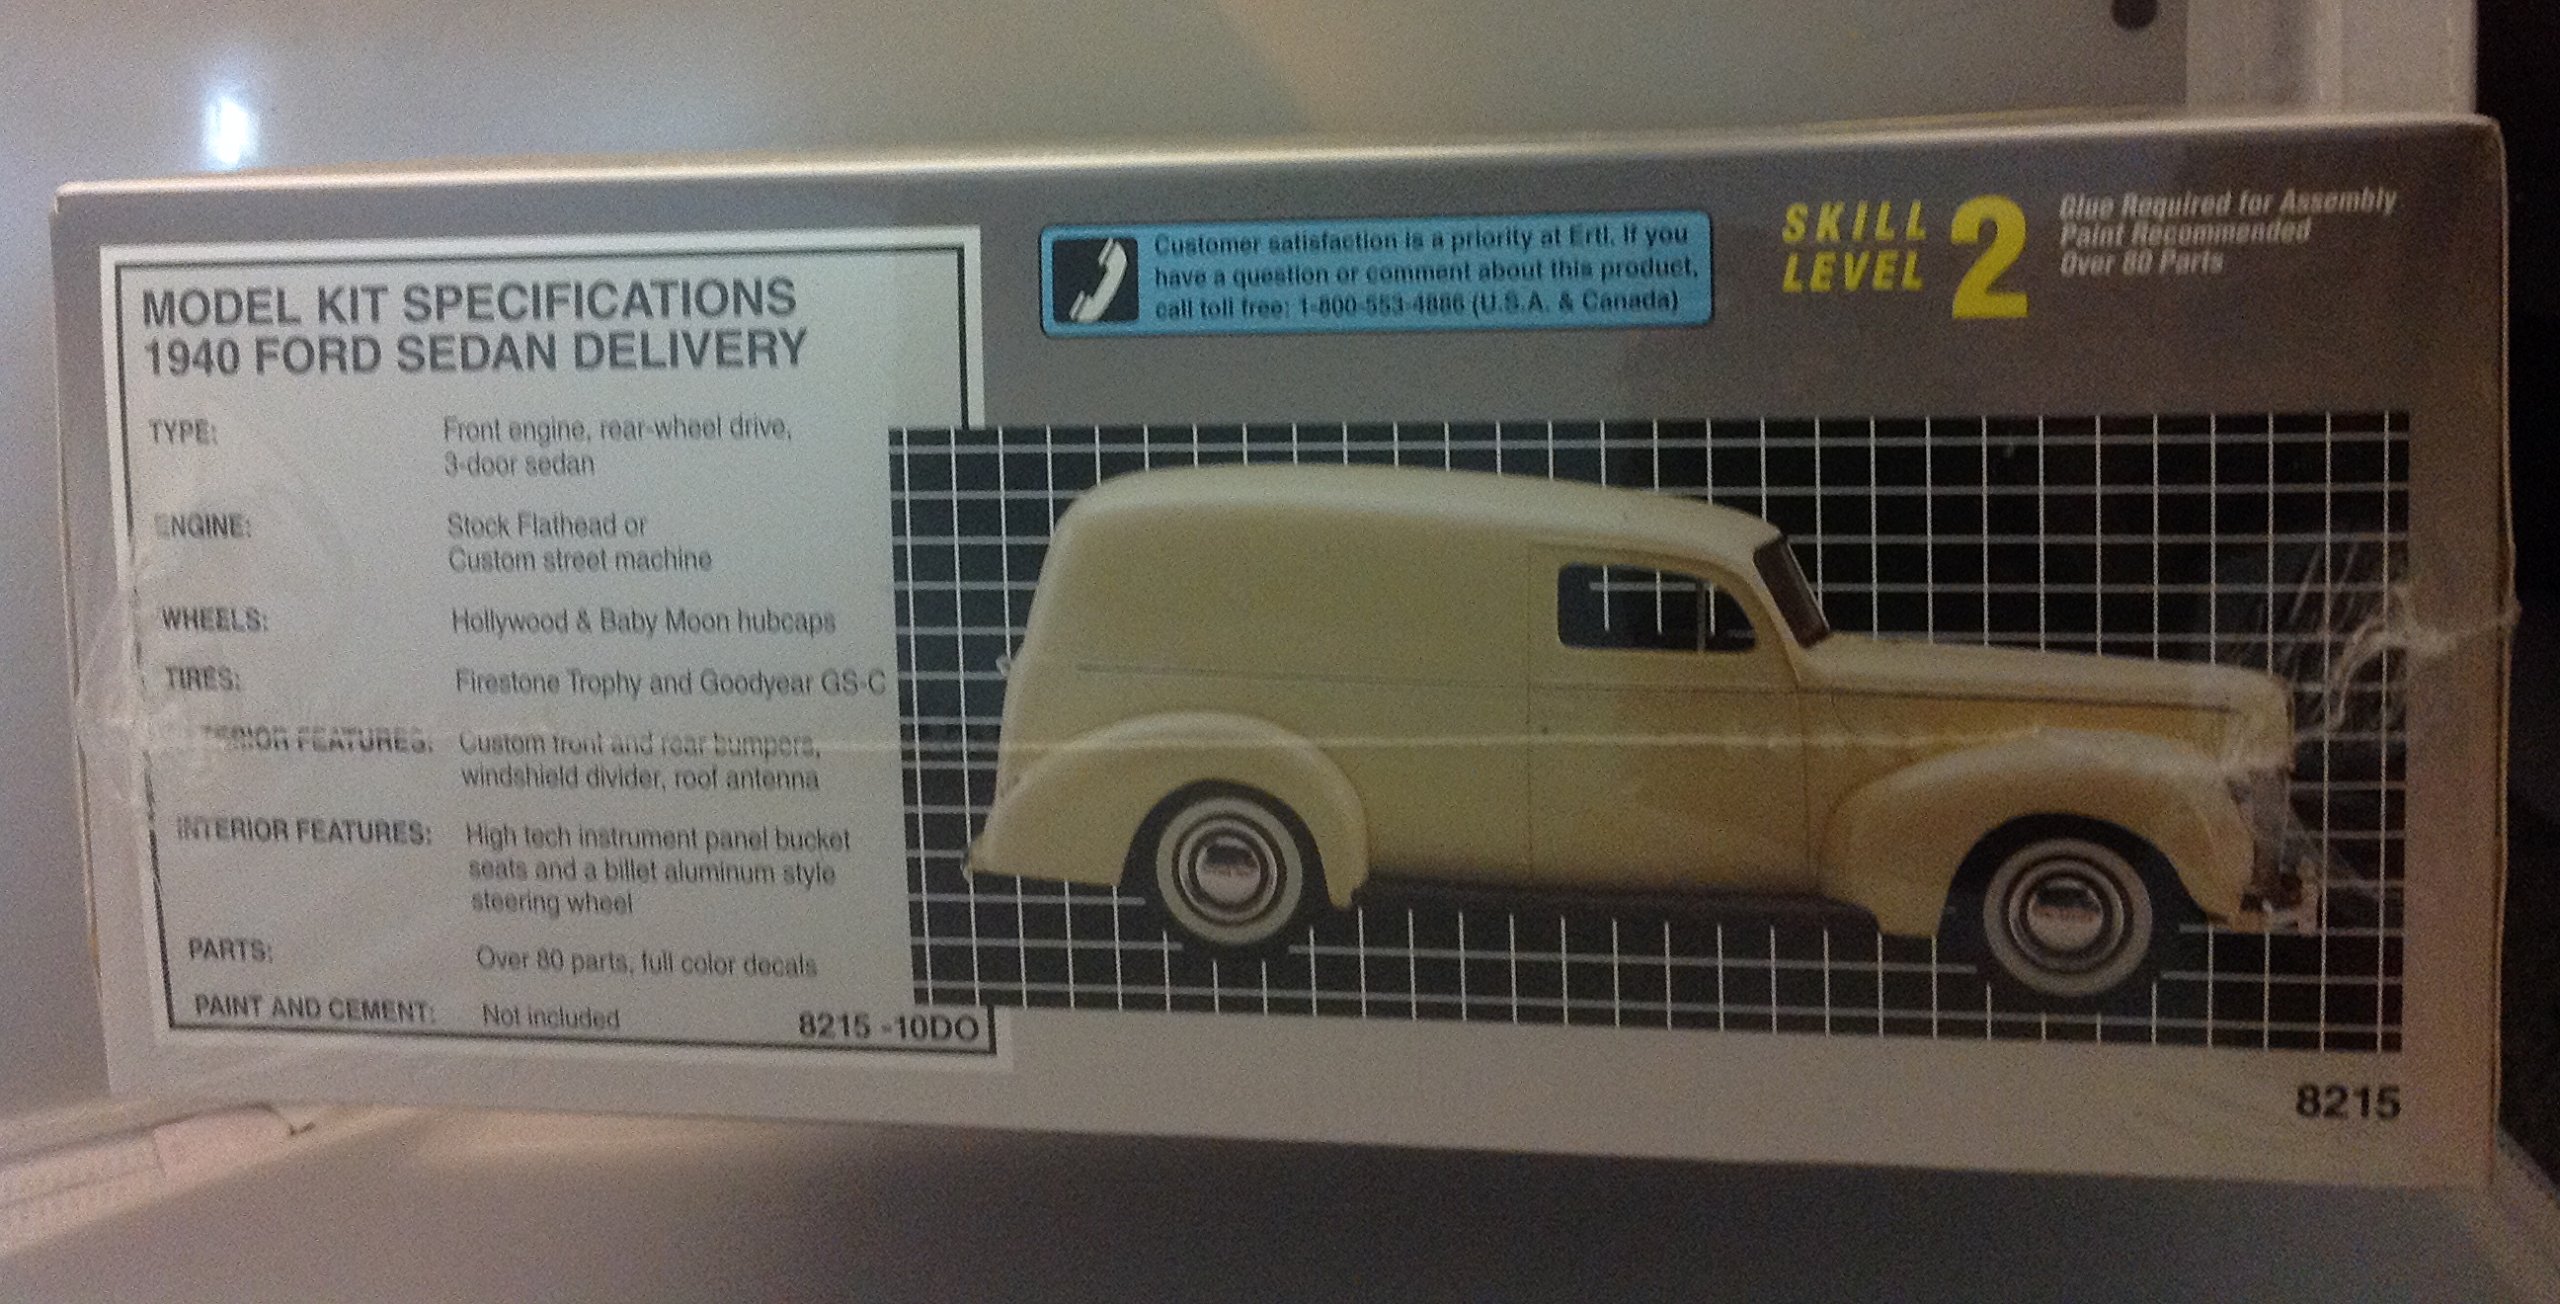 MODEL KIT SPECIFICATIONS
1940 FORD SEDAN DELIVERY
TYPE: Front engine, rear-wheel drive,
3-door sedan
ENGINE: Stock Flathead or
Custom street machine
WHEELS: Hollywood & Baby Moon hubcaps
TIRES: Firestone Trophy and Goodyear GS-C
FEATURES: Custom front and rear bumpers,
windshield divider, roof antenna
INTERIOR FEATURES: High tech instrument panel bucket
seats and a billet aluminum style
steering wheel
PARTS: Over 80 parts, full color decals
PAINT AND CEMENT: Not included
8215 -10DO
Customer satisfaction is a priority at Ertl. If you
have a question or comment about this product,
call toll free: 1-800-553-4886 (U.S.A. & Canada)
SKILL
LEVEL
2
Glue Required for Assembly
Paint Recommended
Over 80 Parts
8215